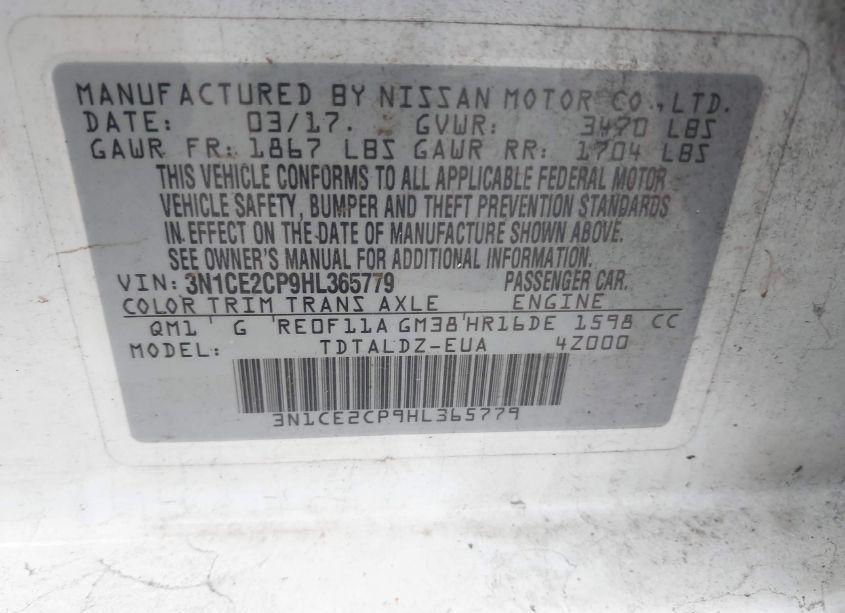 MANUFACTURED BY NISSAN MOTOR CO., LTD.
DATE: 03/17. GVWR: 3490 LBS
GAWR FR: 1867 LBS GAWR RR: 1704 LBS
THIS VEHICLE CONFORMS TO ALL APPLICABLE FEDERAL MOTOR
VEHICLE SAFETY, BUMPER AND THEFT PREVENTION STANDARDS
IN EFFECT ON THE DATE OF MANUFACTURE SHOWN ABOVE.
SEE OWNER'S MANUAL FOR ADDITIONAL INFORMATION.
VIN: 3N1CE2CP9HL365779 PASSENGER CAR.
COLOR TRIM TRANS AXLE ENGINE
QM1 ' G 'RE0F11A GM38'HR16DE 1598 CC
MODEL: TDTALDZ-EUA 4Z000
3N1CE2CP9HL365779